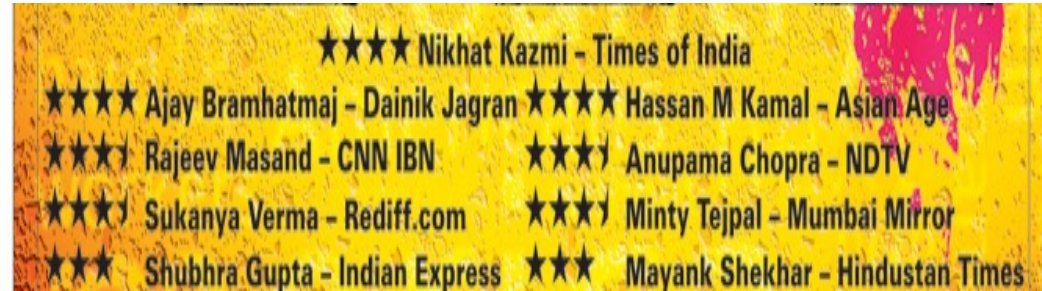 ★★★★ Nikhat Kazmi – Times of India
★★★★ Ajay Bramhatmaj – Dainik Jagran ★★★★ Hassan M Kamal – Asian Age
★★★½ Rajeev Masand – CNN IBN ★★★½ Anupama Chopra – NDTV
★★★½ Sukanya Verma – Rediff.com ★★★½ Minty Tejpal – Mumbai Mirror
★★★ Shubhra Gupta – Indian Express ★★★ Mayank Shekhar – Hindustan Times